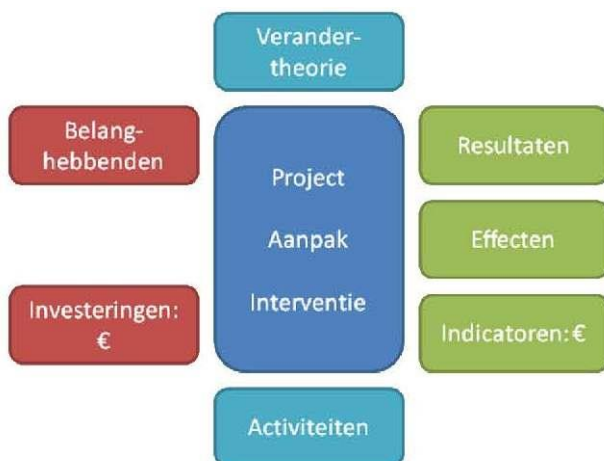 Verander-
theorie
Belang-
hebbenden
Project
Aanpak
Interventie
Resultaten
Effecten
Investeringen:
€
Indicatoren: €
Activiteiten